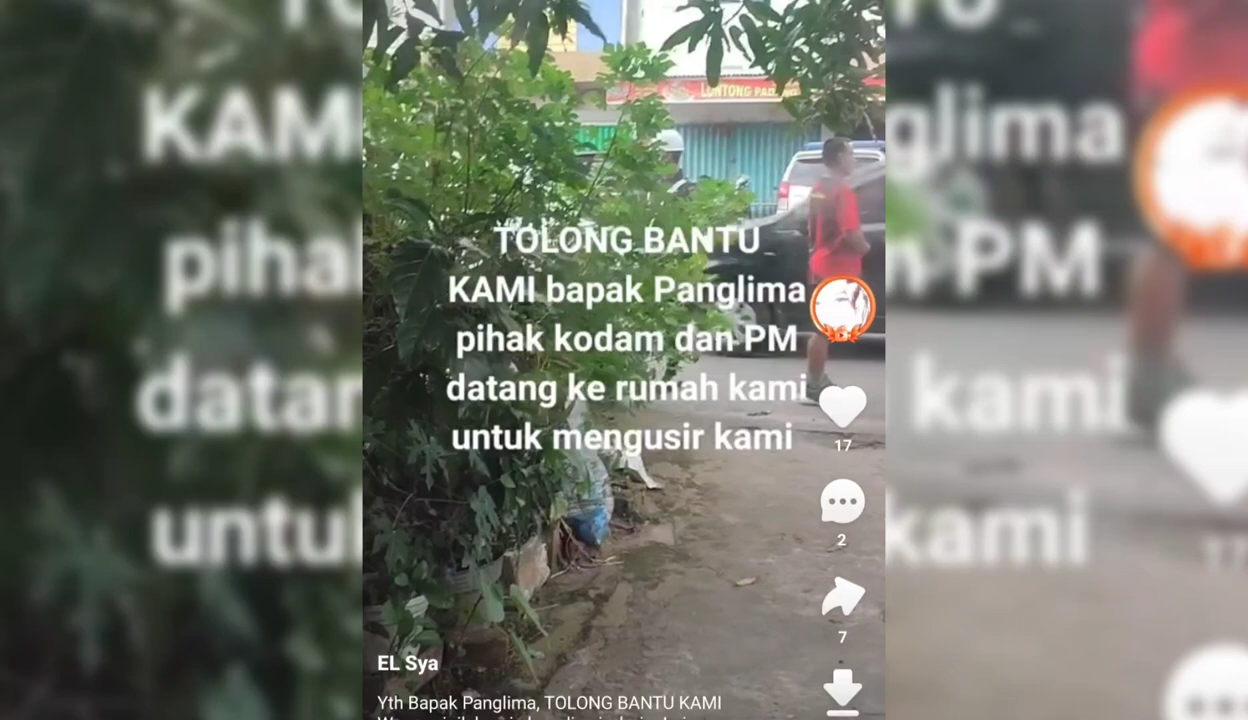 LONTONG PADANG
TOLONG BANTU
KAMI bapak Panglima
pihak kodam dan PM
datang ke rumah kami
untuk mengusir kami
17
2
7
EL Sya
Yth Bapak Panglima, TOLONG BANTU KAMI